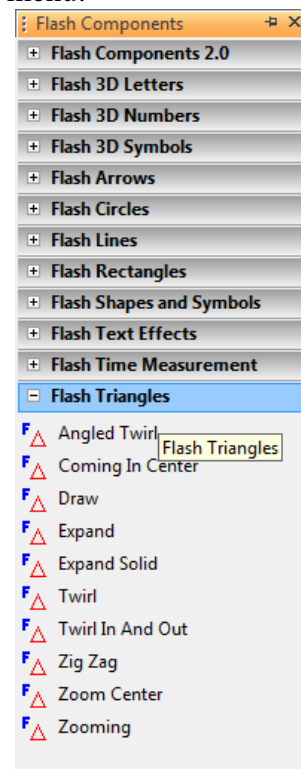 menu.
Flash Components
Flash Components 2.0
Flash 3D Letters
Flash 3D Numbers
Flash 3D Symbols
Flash Arrows
Flash Circles
Flash Lines
Flash Rectangles
Flash Shapes and Symbols
Flash Text Effects
Flash Time Measurement
Flash Triangles
F Angled Twirl
Flash Triangles
F Coming In Center
F Draw
F Expand
F Expand Solid
F Twirl
F Twirl In And Out
F Zig Zag
F Zoom Center
F Zooming